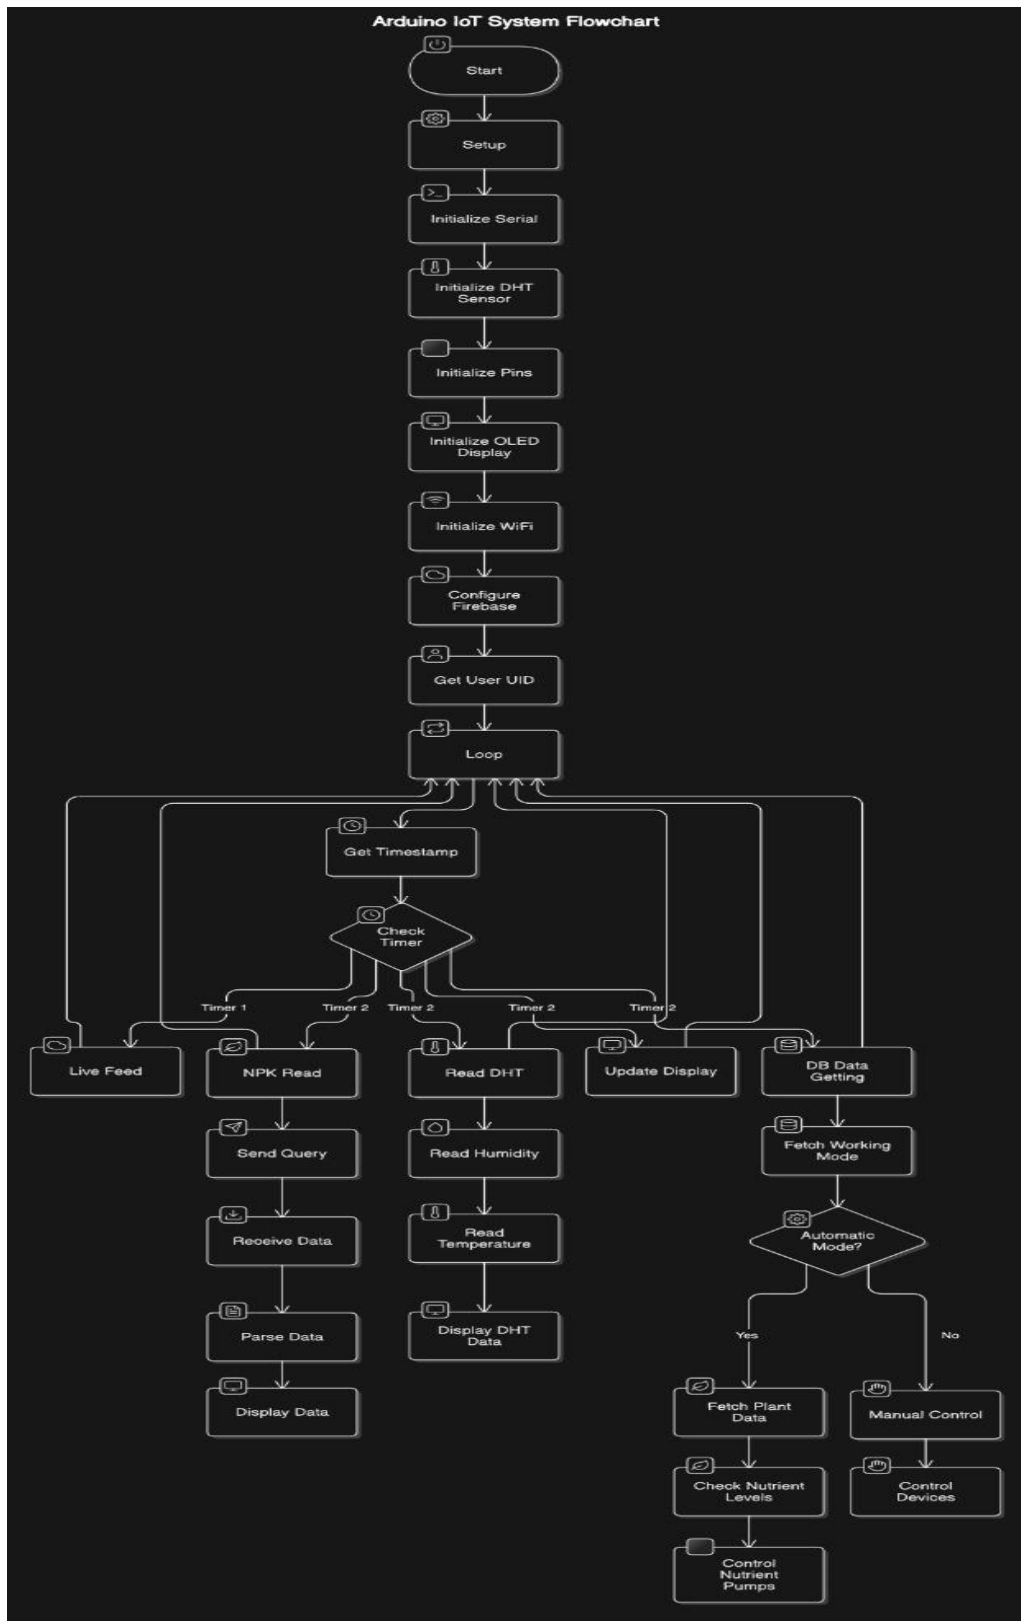 Arduino IoT System Flowchart
Start
Setup
Initialize Serial
Initialize DHT
Sensor
Initialize Pins
Initialize OLED
Display
Initialize WiFi
Configure
Firebase
Get User UID
Loop
Get Timestamp
Check
Timer
Timer 1
Timer 2
Timer 2
Timer 2
Timer 2
Live Feed
NPK Read
Read DHT
Update Display
DB Data
Getting
Send Query
Read Humidity
Fetch Working
Mode
Receive Data
Read
Temperature
Automatic
Mode?
Parse Data
Display DHT
Data
Yes
No
Display Data
Fetch Plant
Data
Manual Control
Check Nutrient
Levels
Control
Devices
Control
Nutrient
Pumps